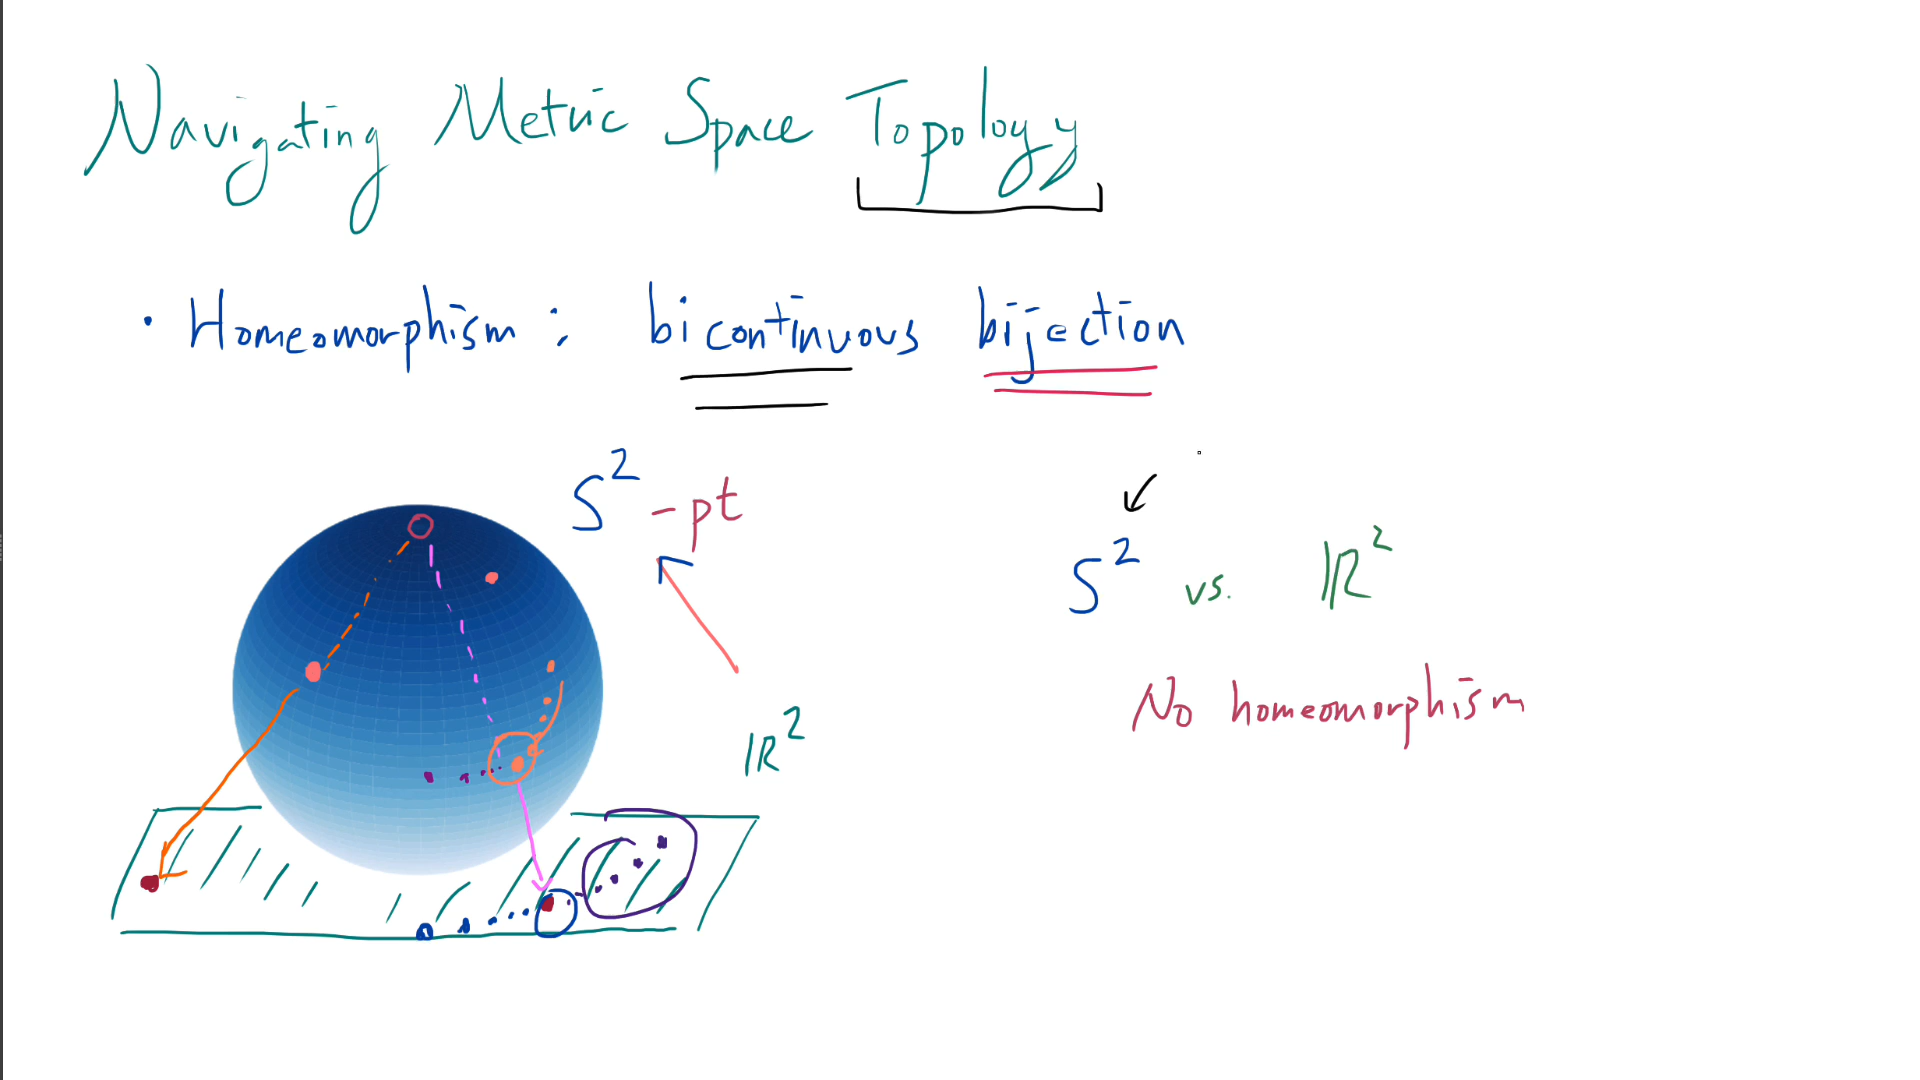 Navigating Metric Space Topology
• Homeomorphism : bicontinuous bijection
S² - pt
S² vs. ℝ²
No homeomorphism
ℝ²